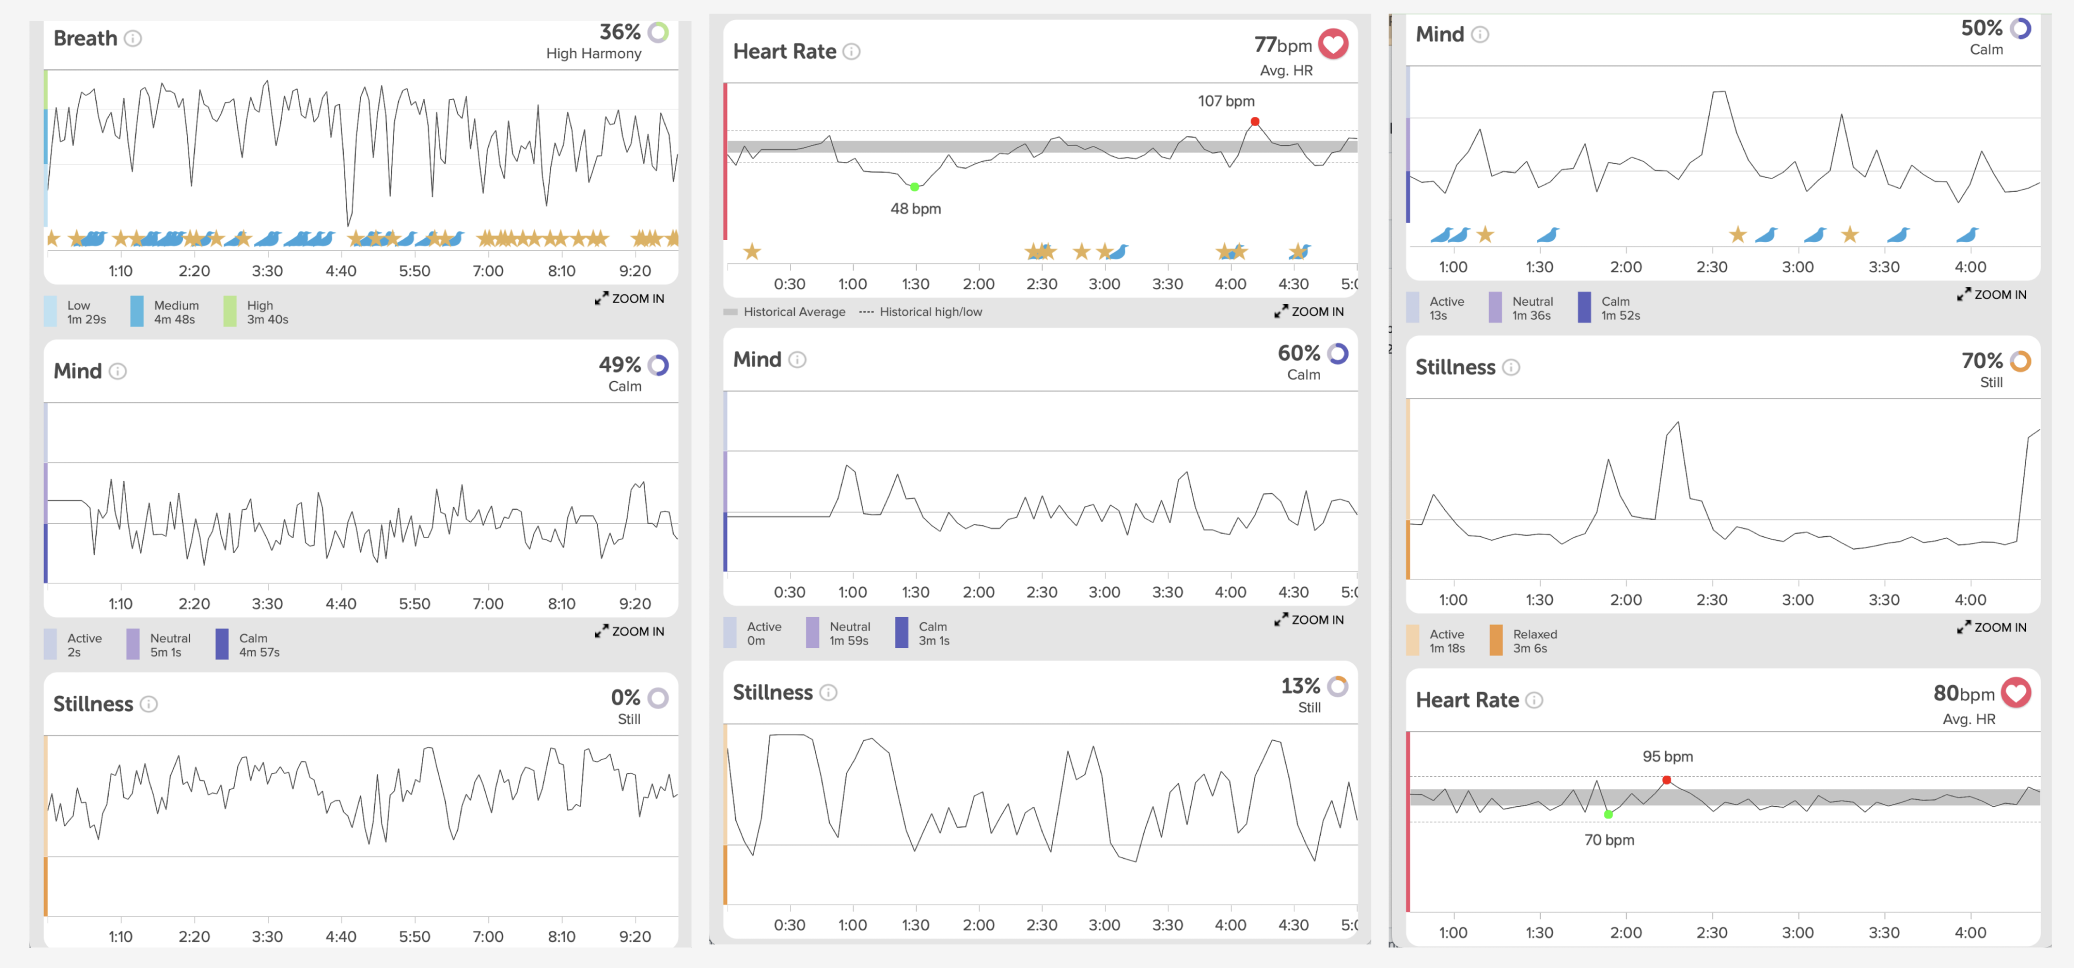 Breath
36%
High Harmony
1:10 2:20 3:30 4:40 5:50 7:00 8:10 9:20
Low Medium High
1m 29s 4m 48s 3m 40s
ZOOM IN
Mind
49%
Calm
1:10 2:20 3:30 4:40 5:50 7:00 8:10 9:20
Active Neutral Calm
2s 5m 1s 4m 57s
ZOOM IN
Stillness
0%
Still
1:10 2:20 3:30 4:40 5:50 7:00 8:10 9:20
Heart Rate
77bpm
Avg. HR
107 bpm
48 bpm
0:30 1:00 1:30 2:00 2:30 3:00 3:30 4:00 4:30 5:0
Historical Average Historical high/low
ZOOM IN
Mind
60%
Calm
0:30 1:00 1:30 2:00 2:30 3:00 3:30 4:00 4:30 5:0
Active Neutral Calm
0m 1m 59s 3m 1s
ZOOM IN
Stillness
13%
Still
0:30 1:00 1:30 2:00 2:30 3:00 3:30 4:00 4:30 5:0
Mind
50%
Calm
1:00 1:30 2:00 2:30 3:00 3:30 4:00
Active Neutral Calm
13s 1m 36s 1m 52s
ZOOM IN
Stillness
70%
Still
1:00 1:30 2:00 2:30 3:00 3:30 4:00
Active Relaxed
1m 18s 3m 6s
ZOOM IN
Heart Rate
80bpm
Avg. HR
95 bpm
70 bpm
1:00 1:30 2:00 2:30 3:00 3:30 4:00